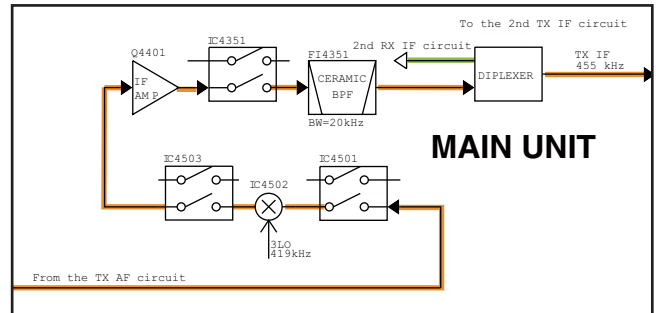 To the 2nd TX IF circuit
Q4401
IC4351
2nd RX IF circuit
FI4351
TX IF
455 kHz
IF
AMP
CERAMIC
BPF
DIPLEXER
BW=20kHz
MAIN UNIT
IC4503
IC4502
IC4501
3LO
419kHz
From the TX AF circuit